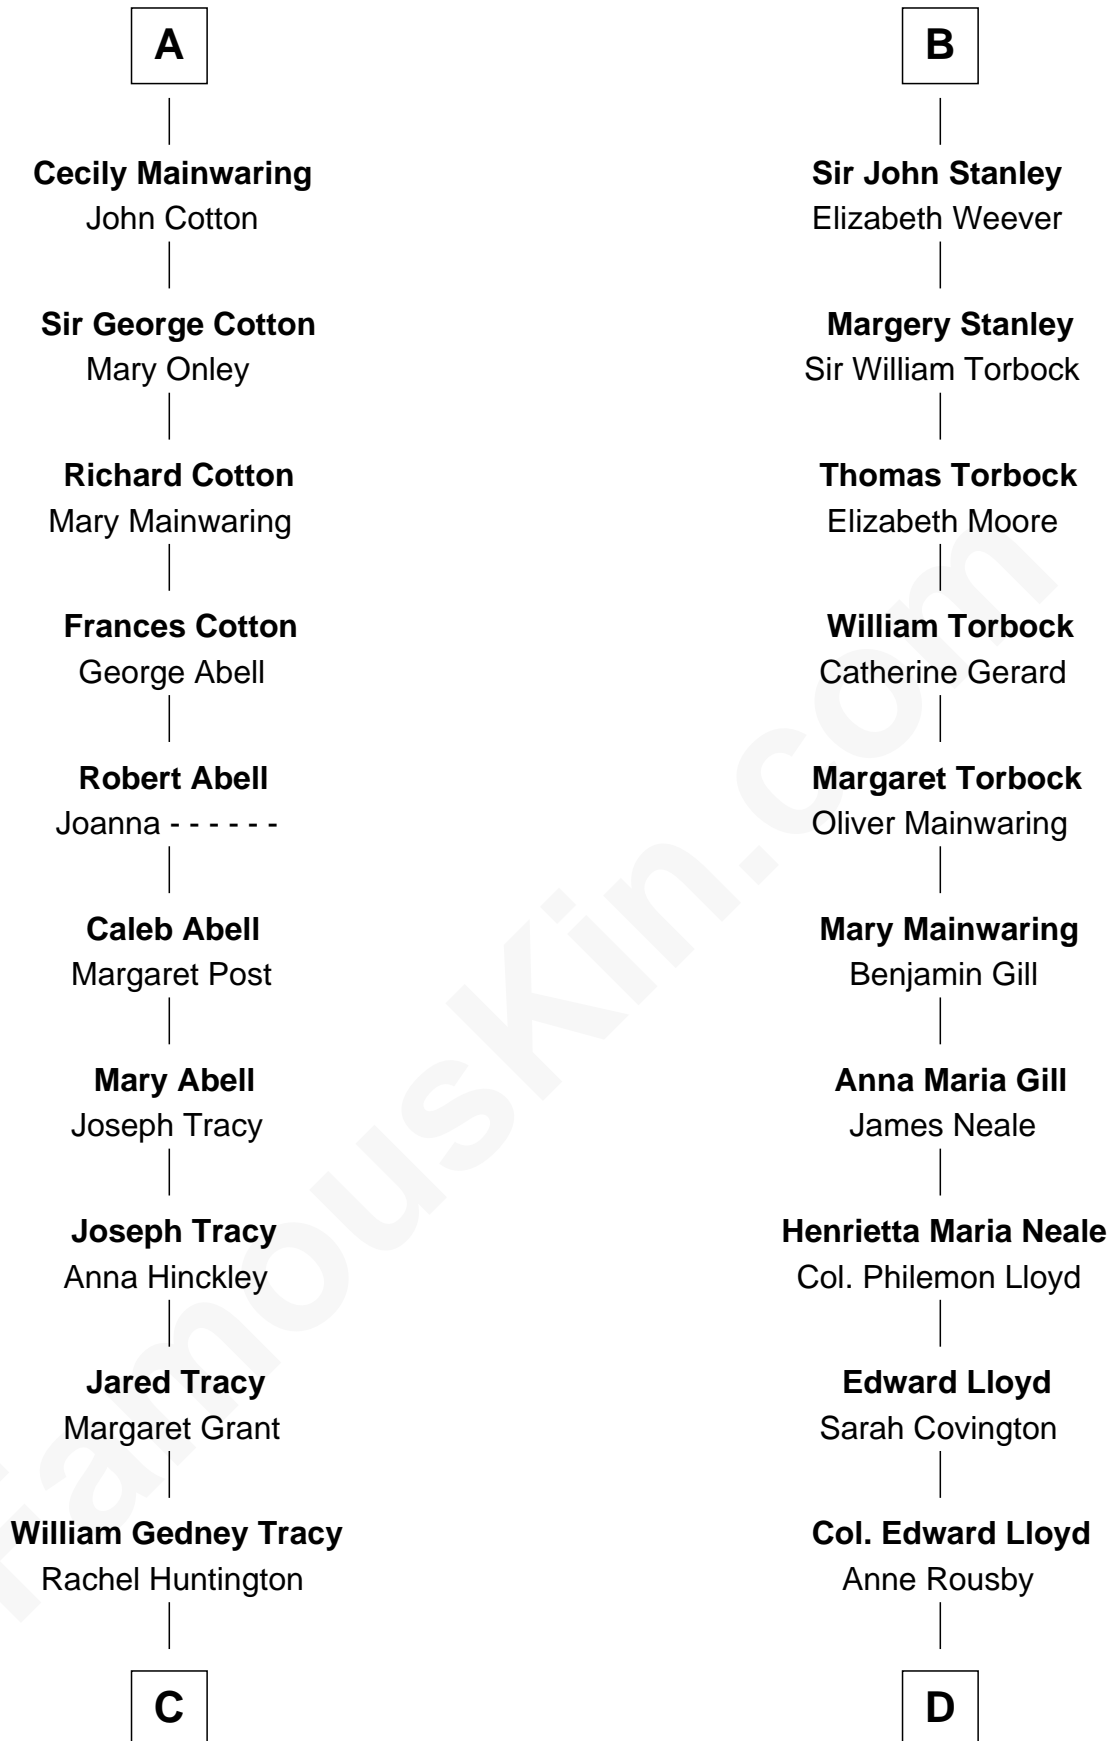 A
Cecily Mainwaring
John Cotton
Sir George Cotton
Mary Onley
Richard Cotton
Mary Mainwaring
Frances Cotton
George Abell
Robert Abell
Joanna - - - - - -
Caleb Abell
Margaret Post
Mary Abell
Joseph Tracy
Joseph Tracy
Anna Hinckley
Jared Tracy
Margaret Grant
William Gedney Tracy
Rachel Huntington
C
B
Sir John Stanley
Elizabeth Weever
Margery Stanley
Sir William Torbock
Thomas Torbock
Elizabeth Moore
William Torbock
Catherine Gerard
Margaret Torbock
Oliver Mainwaring
Mary Mainwaring
Benjamin Gill
Anna Maria Gill
James Neale
Henrietta Maria Neale
Col. Philemon Lloyd
Edward Lloyd
Sarah Covington
Col. Edward Lloyd
Anne Rousby
D
FamousKin.com